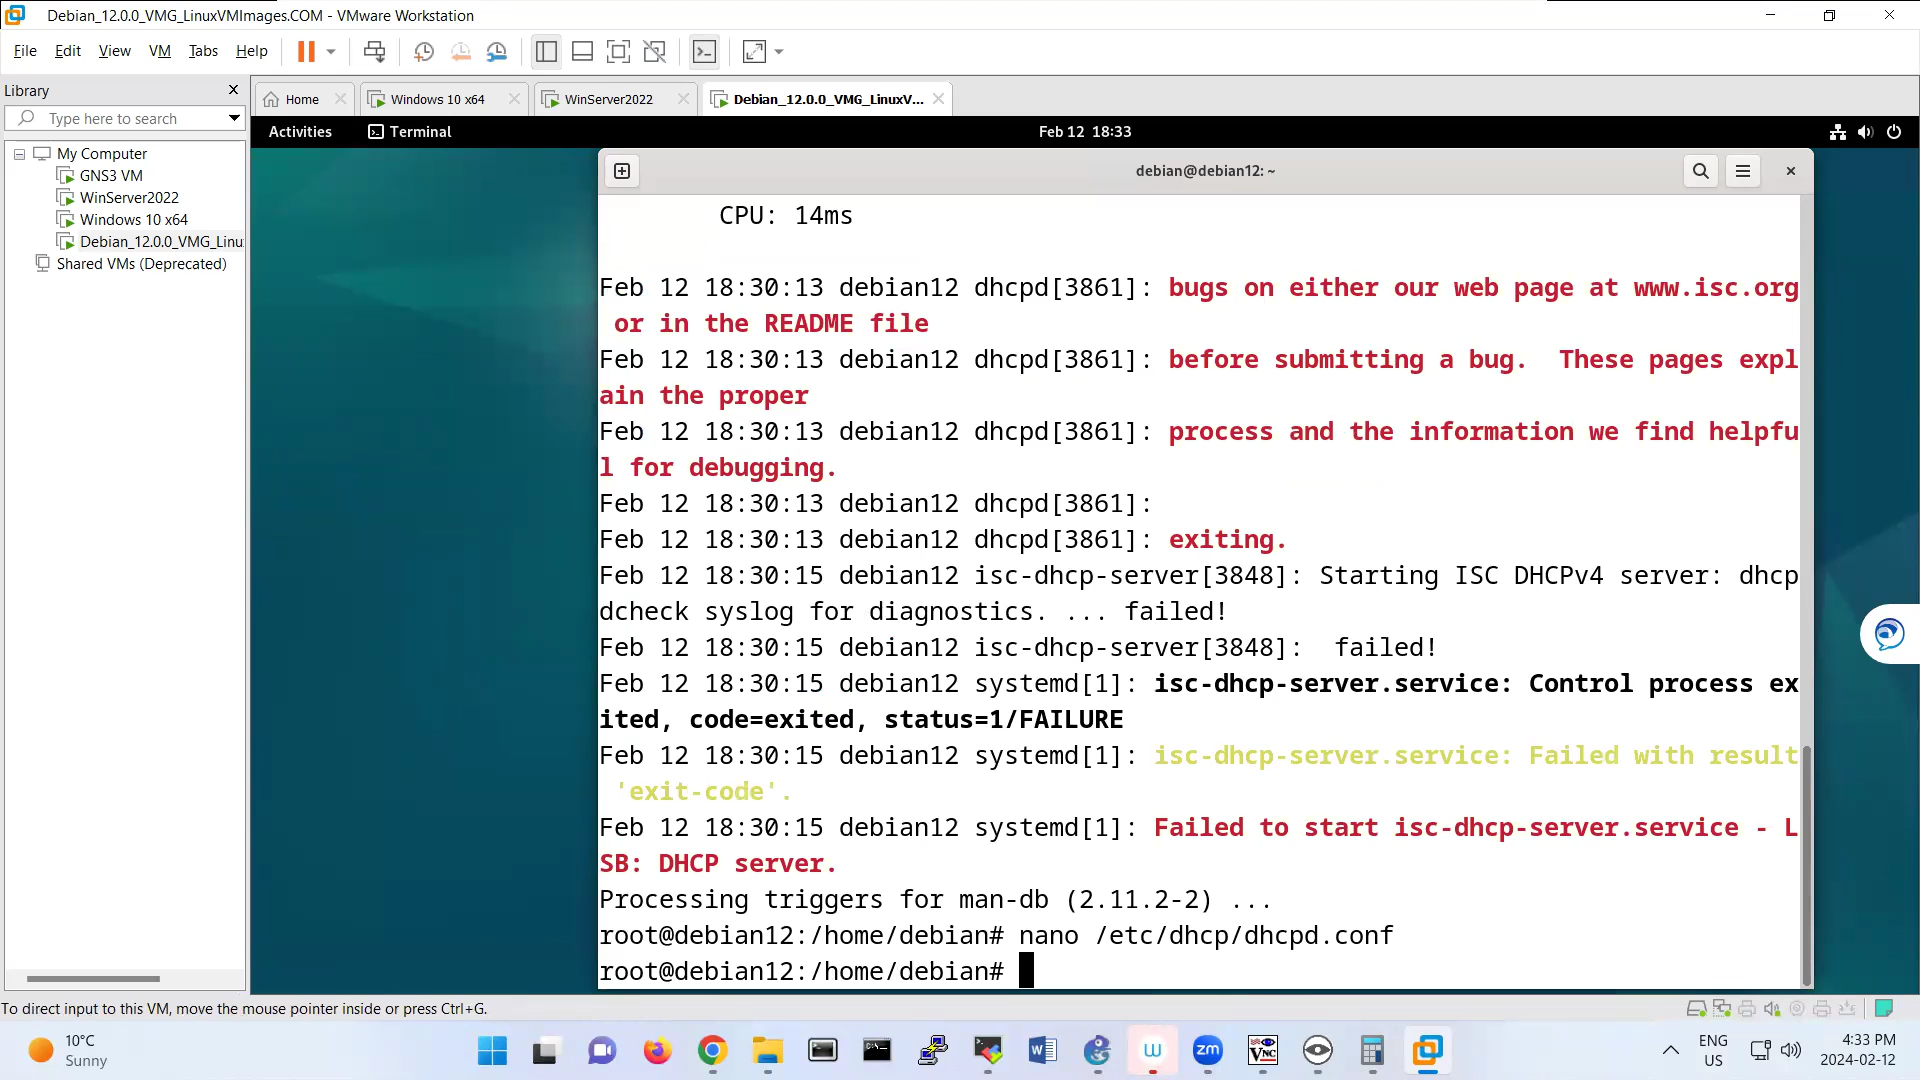 Debian_12.0.0_VMG_LinuxVMImages.COM - VMware Workstation
File Edit View VM Tabs Help
Library
Home
Windows 10 x64
WinServer2022
Debian_12.0.0_VMG_LinuxV...
Type here to search
Activities
Terminal
Feb 12 18:33
My Computer
GNS3 VM
WinServer2022
Windows 10 x64
Debian_12.0.0_VMG_Linu
Shared VMs (Deprecated)
debian@debian12: ~
CPU: 14ms
Feb 12 18:30:13 debian12 dhcpd[3861]: bugs on either our web page at www.isc.org
or in the README file
Feb 12 18:30:13 debian12 dhcpd[3861]: before submitting a bug.  These pages expl
ain the proper
Feb 12 18:30:13 debian12 dhcpd[3861]: process and the information we find helpfu
l for debugging.
Feb 12 18:30:13 debian12 dhcpd[3861]:
Feb 12 18:30:13 debian12 dhcpd[3861]: exiting.
Feb 12 18:30:15 debian12 isc-dhcp-server[3848]: Starting ISC DHCPv4 server: dhcp
dcheck syslog for diagnostics. ... failed!
Feb 12 18:30:15 debian12 isc-dhcp-server[3848]:  failed!
Feb 12 18:30:15 debian12 systemd[1]: isc-dhcp-server.service: Control process ex
ited, code=exited, status=1/FAILURE
Feb 12 18:30:15 debian12 systemd[1]: isc-dhcp-server.service: Failed with result
'exit-code'.
Feb 12 18:30:15 debian12 systemd[1]: Failed to start isc-dhcp-server.service - L
SB: DHCP server.
Processing triggers for man-db (2.11.2-2) ...
root@debian12:/home/debian# nano /etc/dhcp/dhcpd.conf
root@debian12:/home/debian#
To direct input to this VM, move the mouse pointer inside or press Ctrl+G.
10°C
Sunny
W
zm
VNC
ENG
US
4:33 PM
2024-02-12